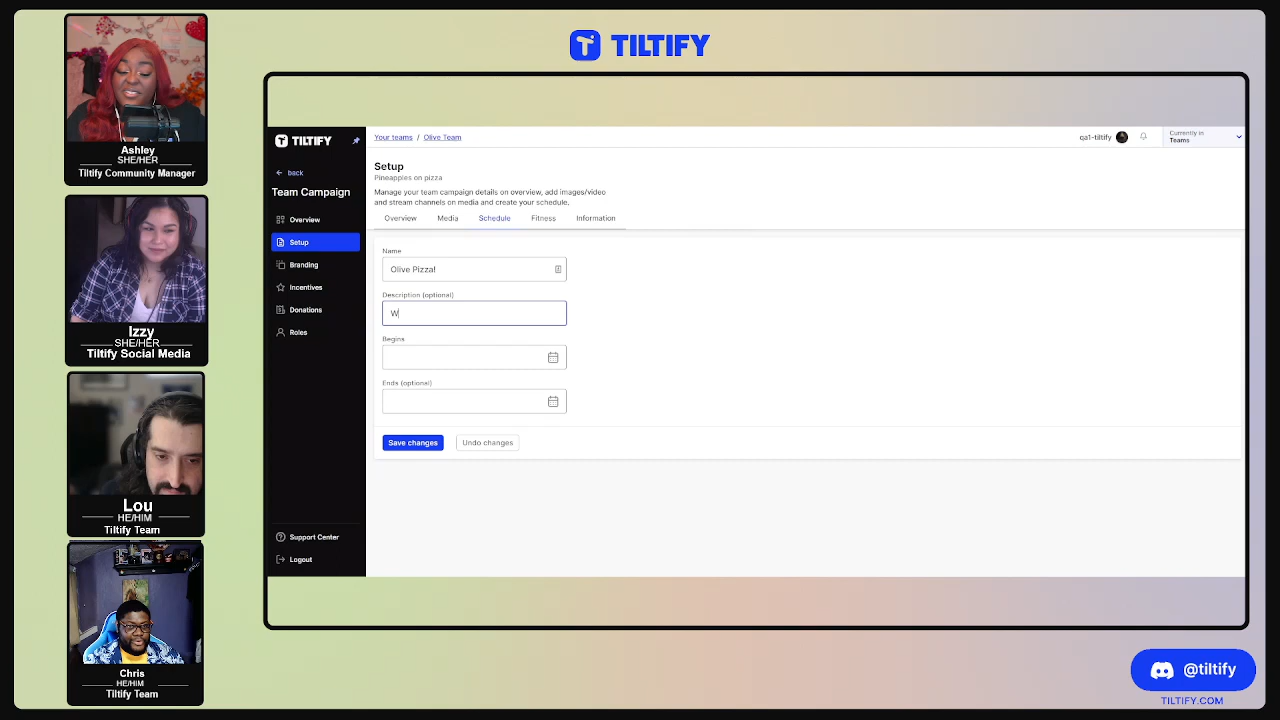 TILTIFY
Ashley
SHE/HER
Tiltify Community Manager
Izzy
SHE/HER
Tiltify Social Media
Lou
HE/HIM
Tiltify Team
Chris
HE/HIM
Tiltify Team
TILTIFY
back
Team Campaign
Overview
Setup
Branding
Incentives
Donations
Roles
Support Center
Logout
Your teams / Olive Team
qa1-tiltify
Currently in
Teams
Setup
Pineapples on pizza
Manage your team campaign details on overview, add images/video
and stream channels on media and create your schedule.
Overview Media Schedule Fitness Information
Name
Olive Pizza!
Description (optional)
W
Begins
Ends (optional)
Save changes Undo changes
@tiltify
TILTIFY.COM